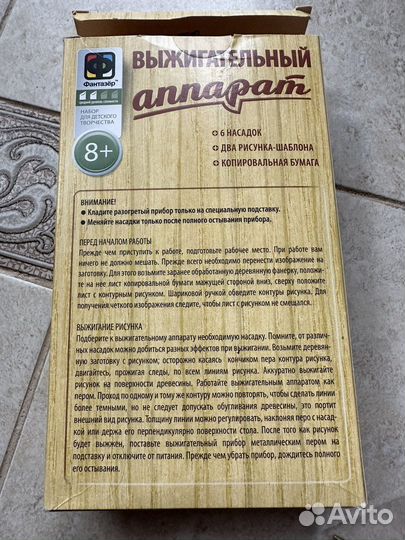 ВЫЖИГАТЕЛЬНЫЙ
аппарат
Фантазёр™
СРЕДНИЙ УРОВЕНЬ СЛОЖНОСТИ
НАБОР
ДЛЯ ДЕТСКОГО
ТВОРЧЕСТВА
8+
6 НАСАДОК
ДВА РИСУНКА-ШАБЛОНА
КОПИРОВАЛЬНАЯ БУМАГА
ВНИМАНИЕ!
● Кладите разогретый прибор только на специальную подставку.
● Меняйте насадки только после полного остывания прибора.
ПЕРЕД НАЧАЛОМ РАБОТЫ
Прежде чем приступить к работе, подготовьте рабочее место. При работе вам
ничего не должно мешать. Прежде всего необходимо перенести изображение на
заготовку. Для этого возьмите заранее обработанную деревянную фанерку, положи-
те на нее лист копировальной бумаги мажущей стороной вниз, сверху положите
лист с контурным рисунком. Шариковой ручкой обведите контуры рисунка. Для
получения четкого изображения следите, чтобы лист с рисунком не смещался.
ВЫЖИГАНИЕ РИСУНКА
Подберите к выжигательному аппарату необходимую насадку. Помните, от различ-
ных насадок можно добиться разных эффектов при выжигании. Возьмите деревян-
ную заготовку с рисунком; осторожно касаясь кончиком пера контура рисунка,
двигайтесь, прожигая следы, по всем линиям рисунка. Аккуратно выжигайте
рисунок на поверхности древесины. Работайте выжигательным аппаратом как
пером. Проход по одному и тому же контуру можно повторять, чтобы сделать линии
более темными, но не следует допускать обугливания древесины, это портит
внешний вид рисунка. Толщину линии можно регулировать, наклоняя перо с насад-
кой или держа его перпендикулярно поверхности стола. После того как рисунок
будет выжжен, поставьте выжигательный прибор металлическим пером на
подставку и отключите от питания. Прежде чем убрать прибор, дождитесь полного
его остывания.
Avito